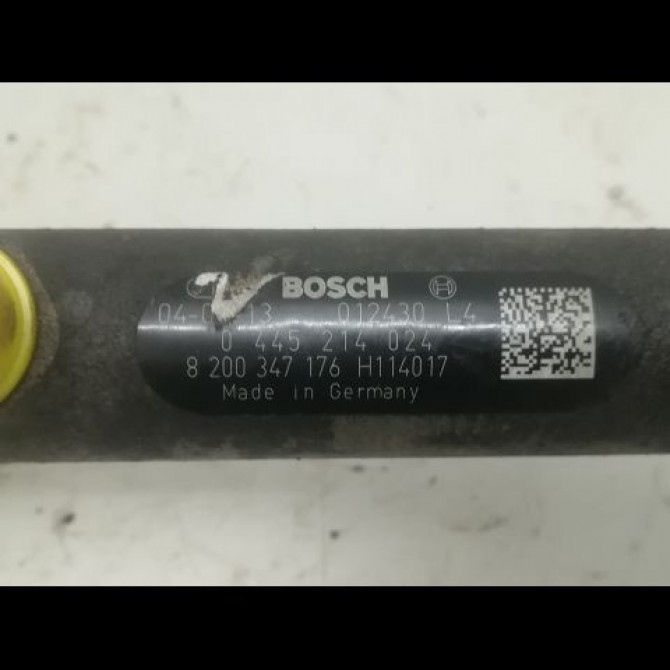 BOSCH
012430 L4
0 445 214 024
8 200 347 176 H114017
Made in Germany